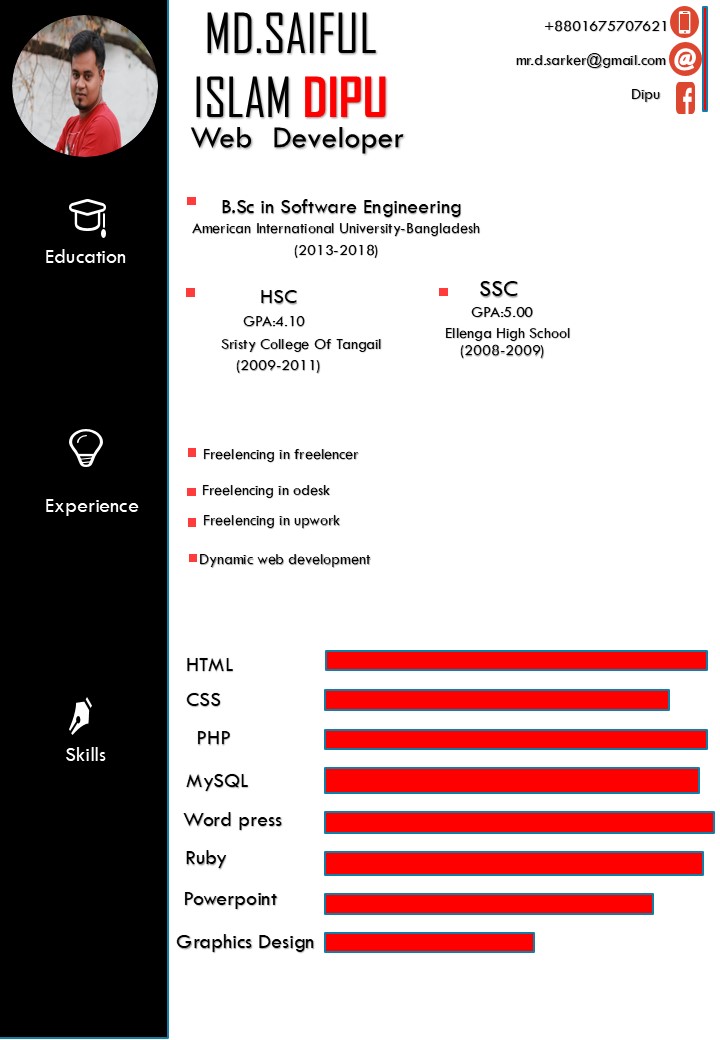 MD.SAIFUL
ISLAM DIPU
Web Developer
+8801675707621
mr.d.sarker@gmail.com
@
Dipu
f
Education
B.Sc in Software Engineering
American International University-Bangladesh
(2013-2018)
HSC
GPA:4.10
Sristy College Of Tangail
(2009-2011)
SSC
GPA:5.00
Ellenga High School
(2008-2009)
Experience
Freelencing in freelencer
Freelencing in odesk
Freelencing in upwork
Dynamic web development
Skills
HTML
CSS
PHP
MySQL
Word press
Ruby
Powerpoint
Graphics Design